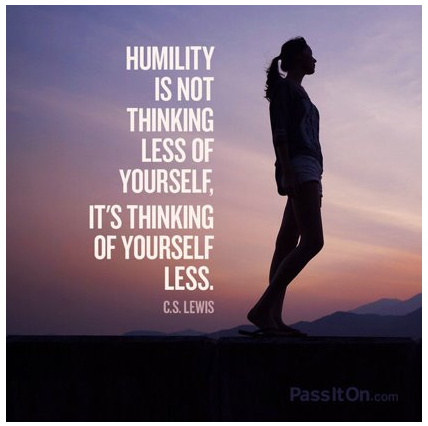 HUMILITY
IS NOT
THINKING
LESS OF
YOURSELF,
IT'S THINKING
OF YOURSELF
LESS.
C.S. LEWIS
PassItOn.com